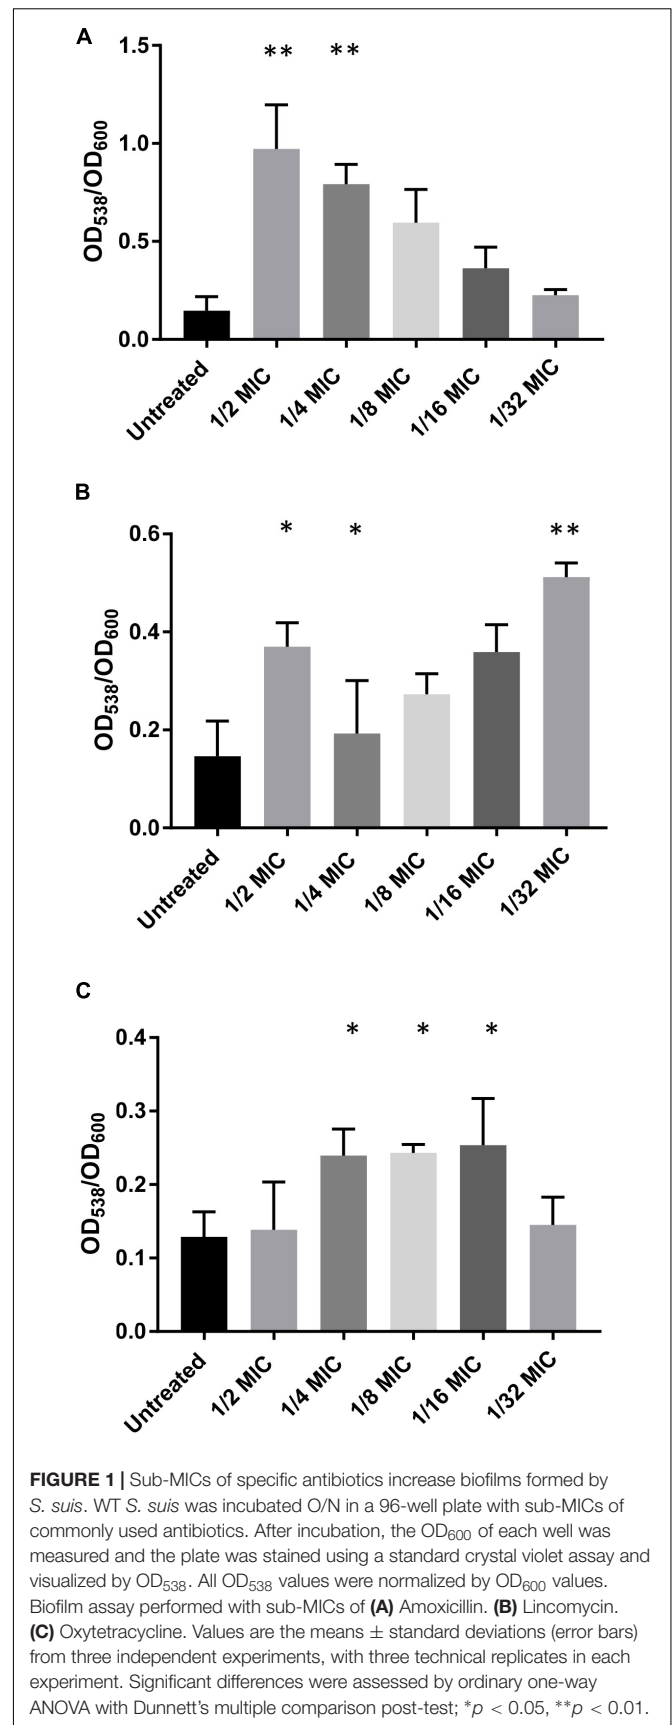 A
1.5
** **
1.0
0.5
0.0
OD538/OD600
Untreated
1/2 MIC
1/4 MIC
1/8 MIC
1/16 MIC
1/32 MIC
B
0.6
* * **
0.4
0.2
0.0
OD538/OD600
Untreated
1/2 MIC
1/4 MIC
1/8 MIC
1/16 MIC
1/32 MIC
C
0.4
* * *
0.3
0.2
0.1
0.0
OD538/OD600
Untreated
1/2 MIC
1/4 MIC
1/8 MIC
1/16 MIC
1/32 MIC
FIGURE 1 | Sub-MICs of specific antibiotics increase biofilms formed by
S. suis. WT S. suis was incubated O/N in a 96-well plate with sub-MICs of
commonly used antibiotics. After incubation, the OD600 of each well was
measured and the plate was stained using a standard crystal violet assay and
visualized by OD538. All OD538 values were normalized by OD600 values.
Biofilm assay performed with sub-MICs of (A) Amoxicillin. (B) Lincomycin.
(C) Oxytetracycline. Values are the means ± standard deviations (error bars)
from three independent experiments, with three technical replicates in each
experiment. Significant differences were assessed by ordinary one-way
ANOVA with Dunnett's multiple comparison post-test; *p < 0.05, **p < 0.01.